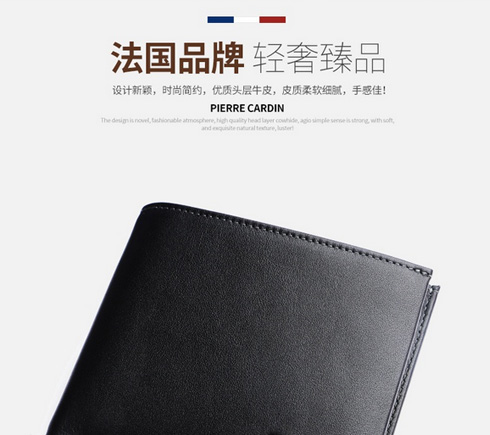 法国品牌 轻奢臻品
设计新颖，时尚简约，优质头层牛皮，皮质柔软细腻，手感佳！
PIERRE CARDIN
The design is novel, fashionable atmosphere, high quality head layer cowhide, agio simple sense is strong, with soft,
and exquisite natural texture, luster!